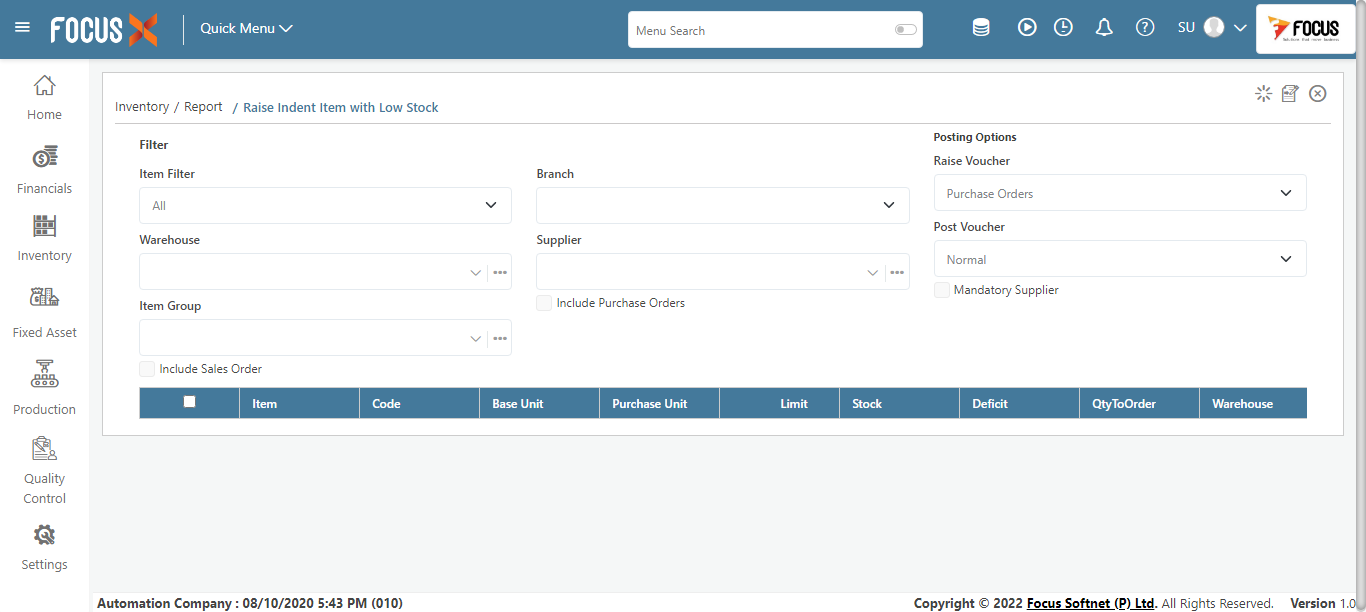 FOCUS X
Quick Menu
Menu Search
SU
FOCUS
Home
Financials
Inventory
Fixed Asset
Production
Quality
Control
Settings
Inventory / Report / Raise Indent Item with Low Stock
Filter
Item Filter
All
Branch
Warehouse
Supplier
Item Group
Include Purchase Orders
Include Sales Order
Posting Options
Raise Voucher
Purchase Orders
Post Voucher
Normal
Mandatory Supplier
Item Code Base Unit Purchase Unit Limit Stock Deficit QtyToOrder Warehouse
Automation Company : 08/10/2020 5:43 PM (010)
Copyright © 2022 Focus Softnet (P) Ltd. All Rights Reserved. Version 1.0